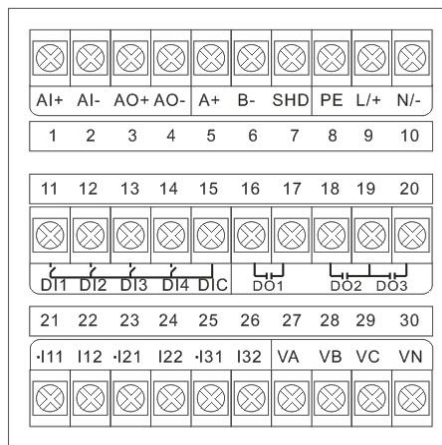 AI+ AI- AO+ AO- A+ B- SHD PE L/+ N/-
1 2 3 4 5 6 7 8 9 10
11 12 13 14 15 16 17 18 19 20
DI1 DI2 DI3 DI4 DIC DO1 DO2 DO3
21 22 23 24 25 26 27 28 29 30
·I11 I12 ·I21 I22 ·I31 I32 VA VB VC VN